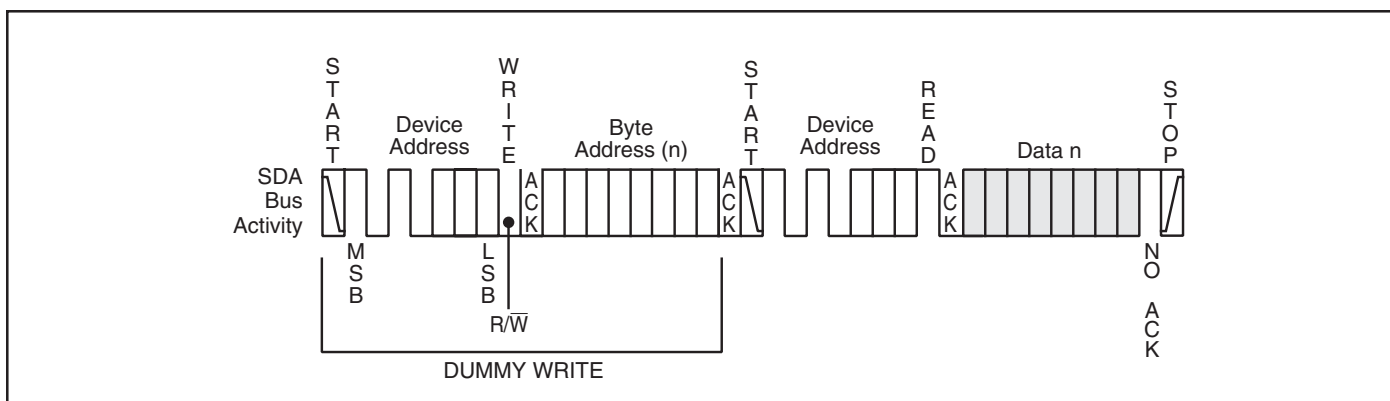 START
WRITE
START
READ
STOP
Device
Address
Byte
Address (n)
Device
Address
Data n
SDA
Bus
Activity
ACK
ACK
ACK
MSB
LSB
NO ACK
R/W̅
DUMMY WRITE